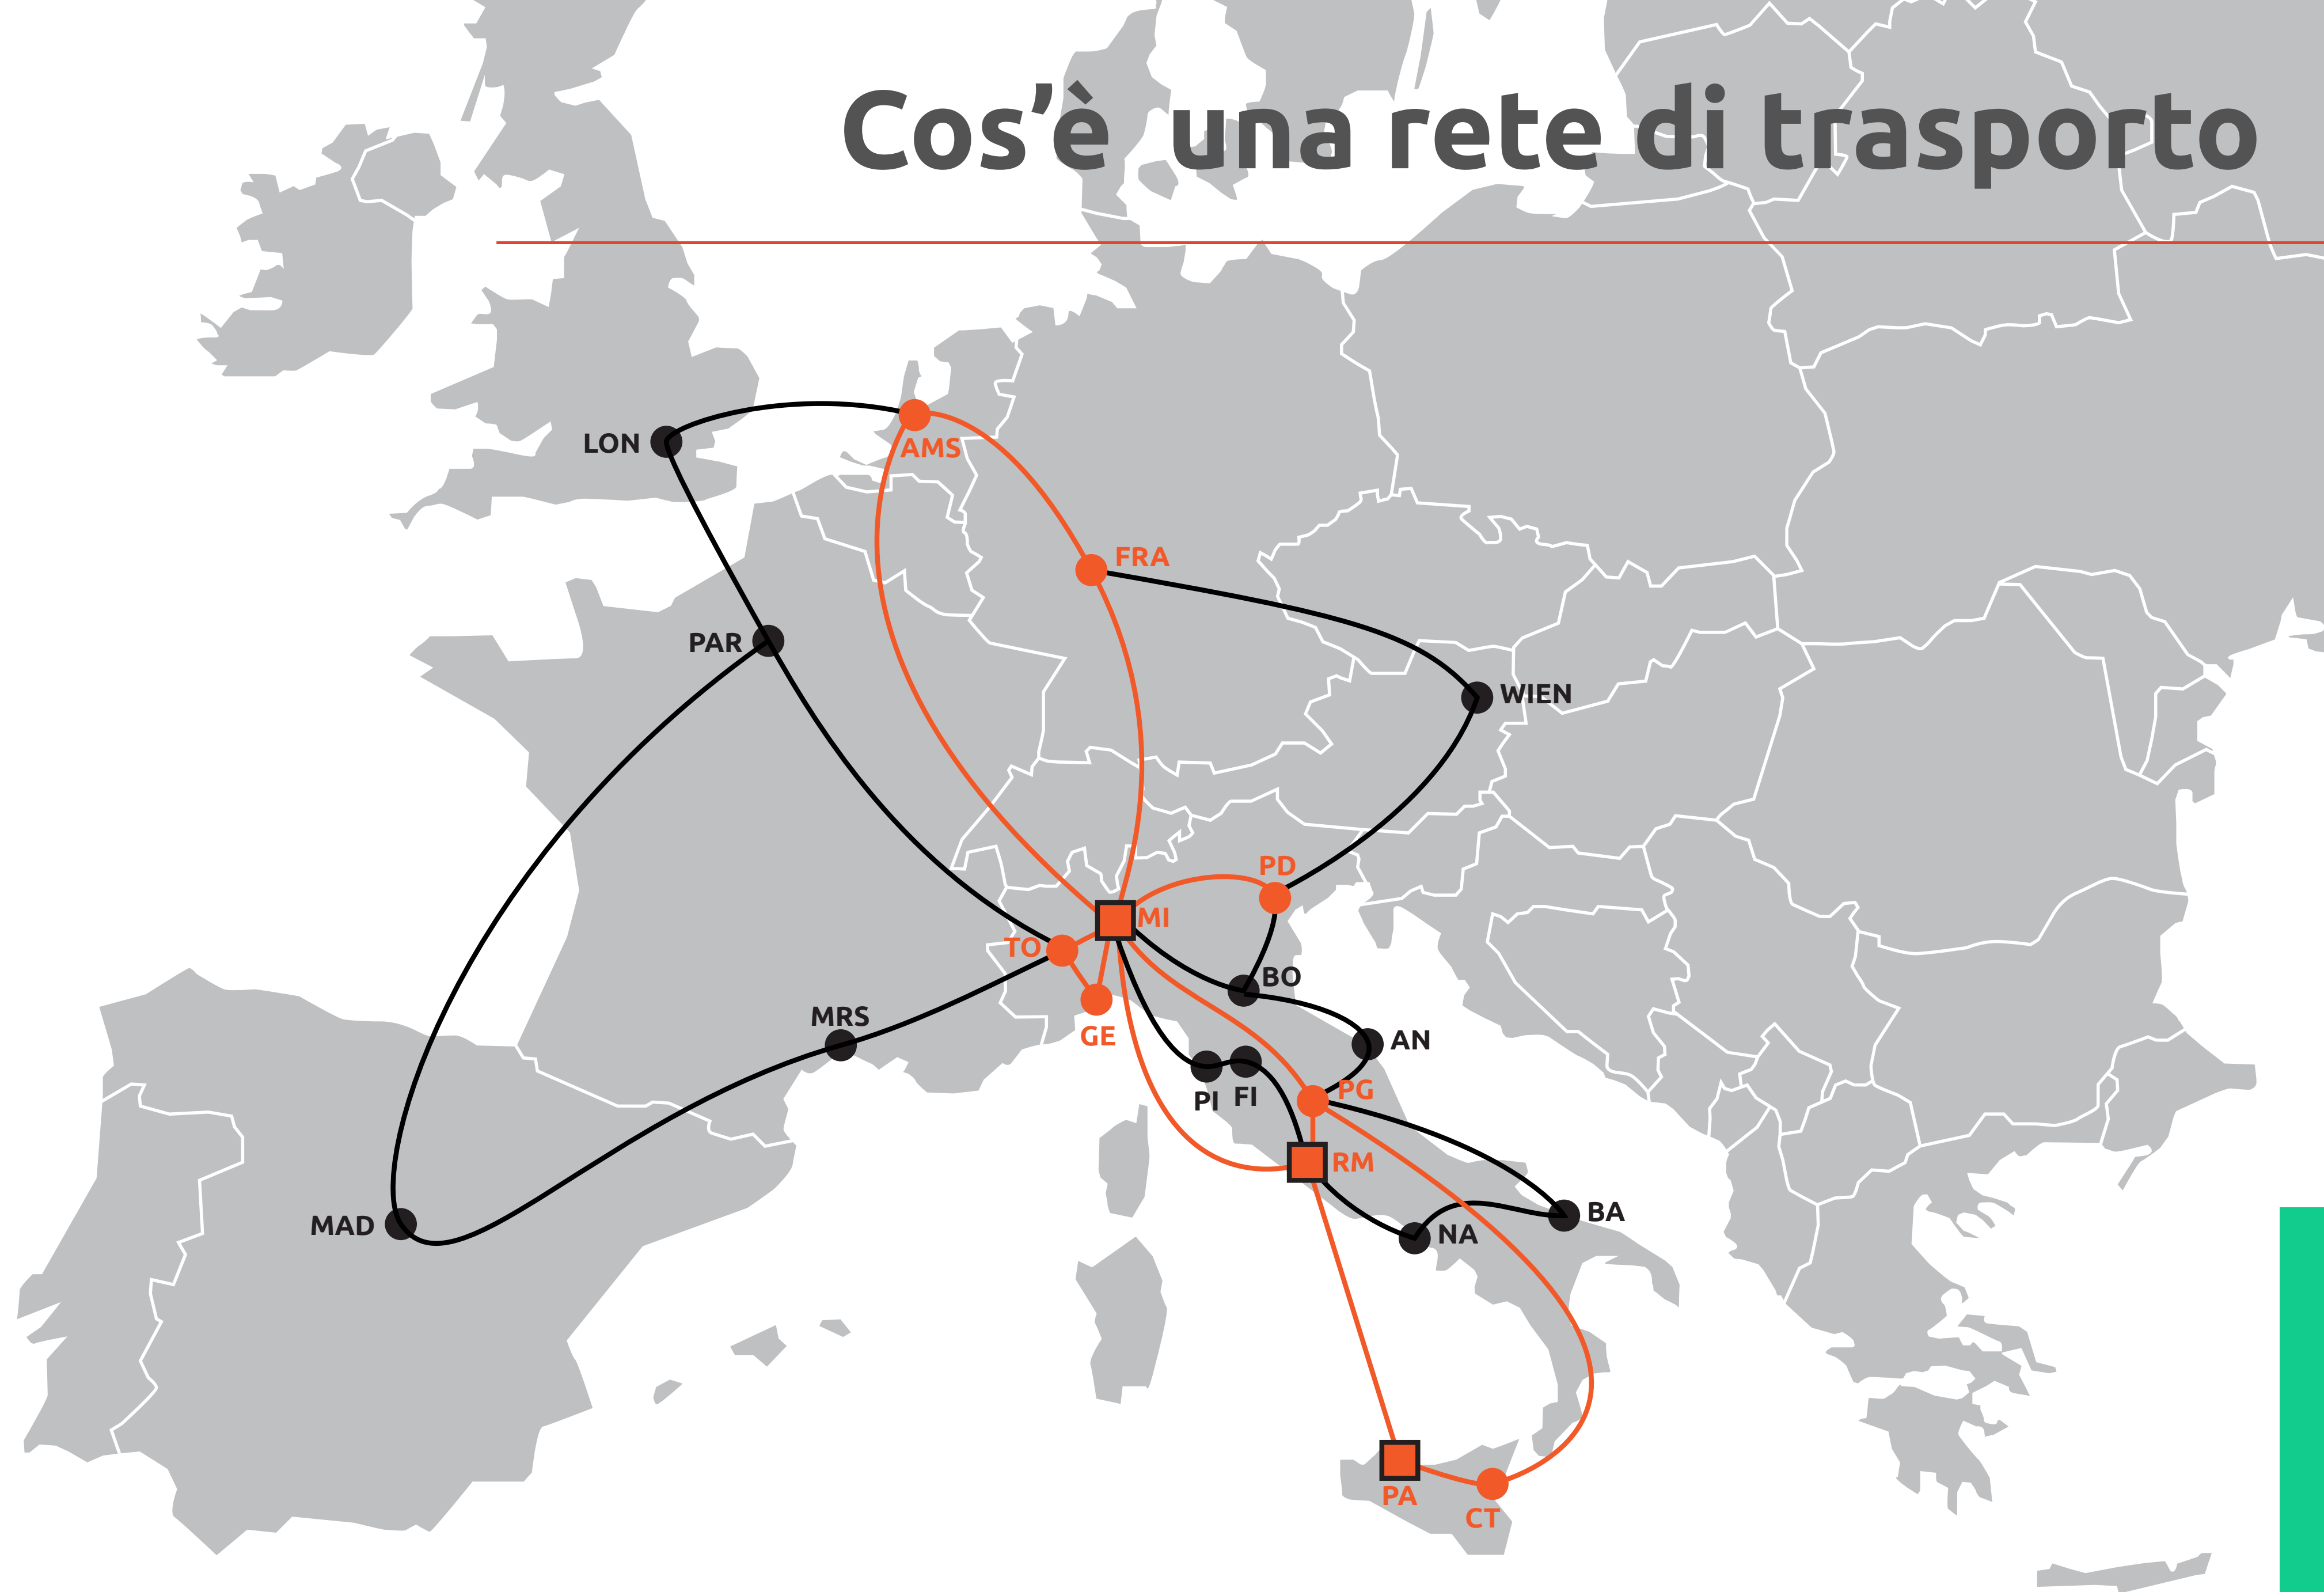 Cos’è una rete di trasporto
LON
AMS
FRA
PAR
WIEN
PD
MI
TO
BO
MRS
GE
AN
PI
FI
PG
RM
MAD
NA
BA
PA
CT